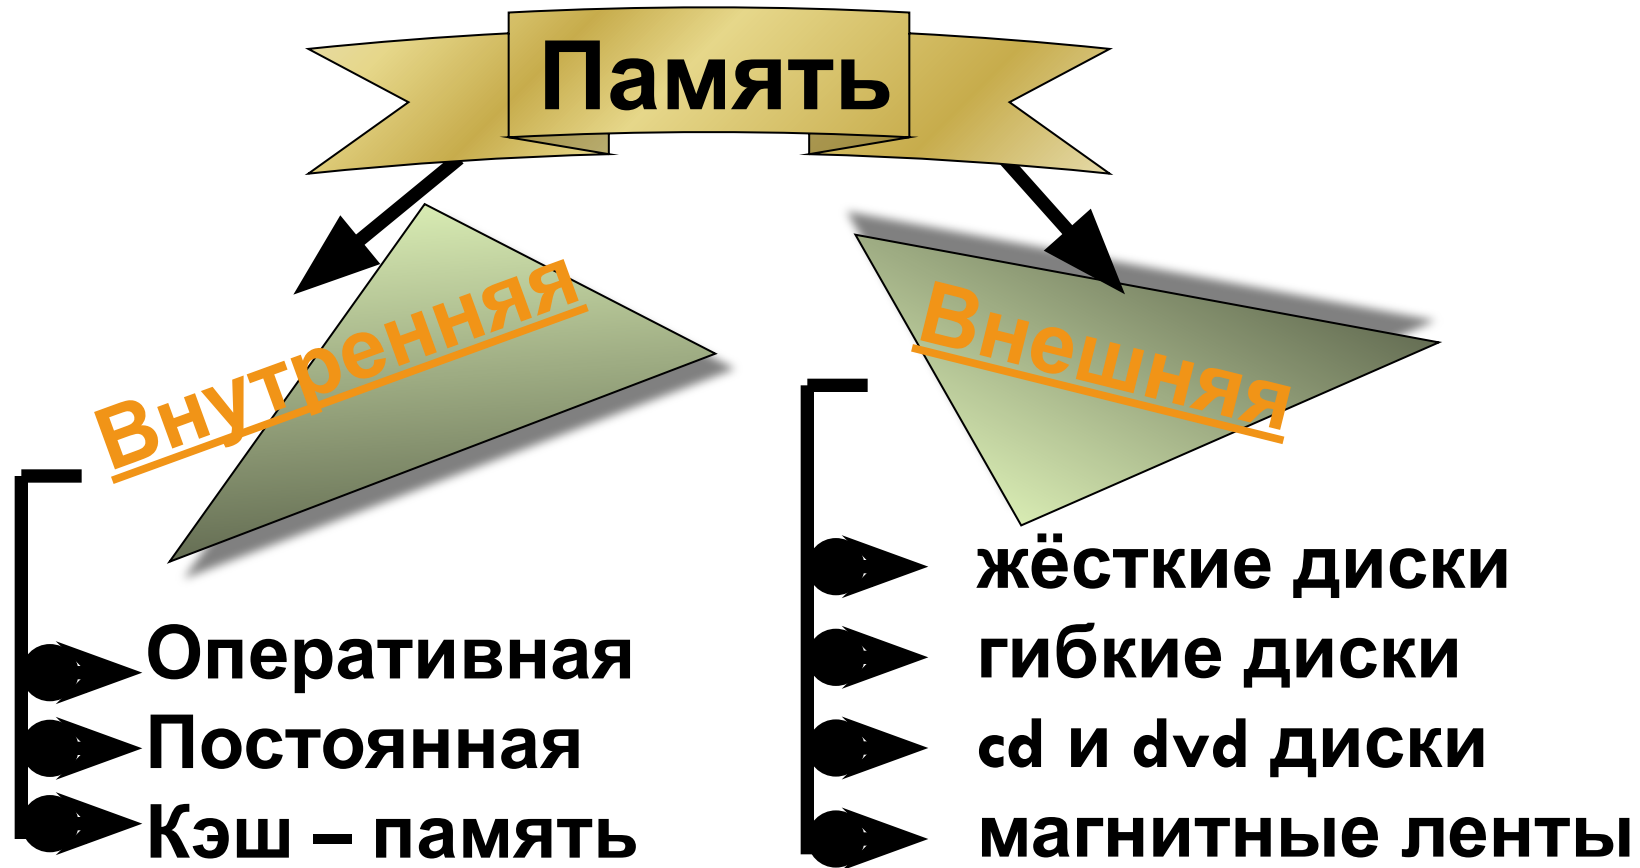 Память
Внутренняя
Оперативная
Постоянная
Кэш – память
Внешняя
жёсткие диски
гибкие диски
cd и dvd диски
магнитные ленты